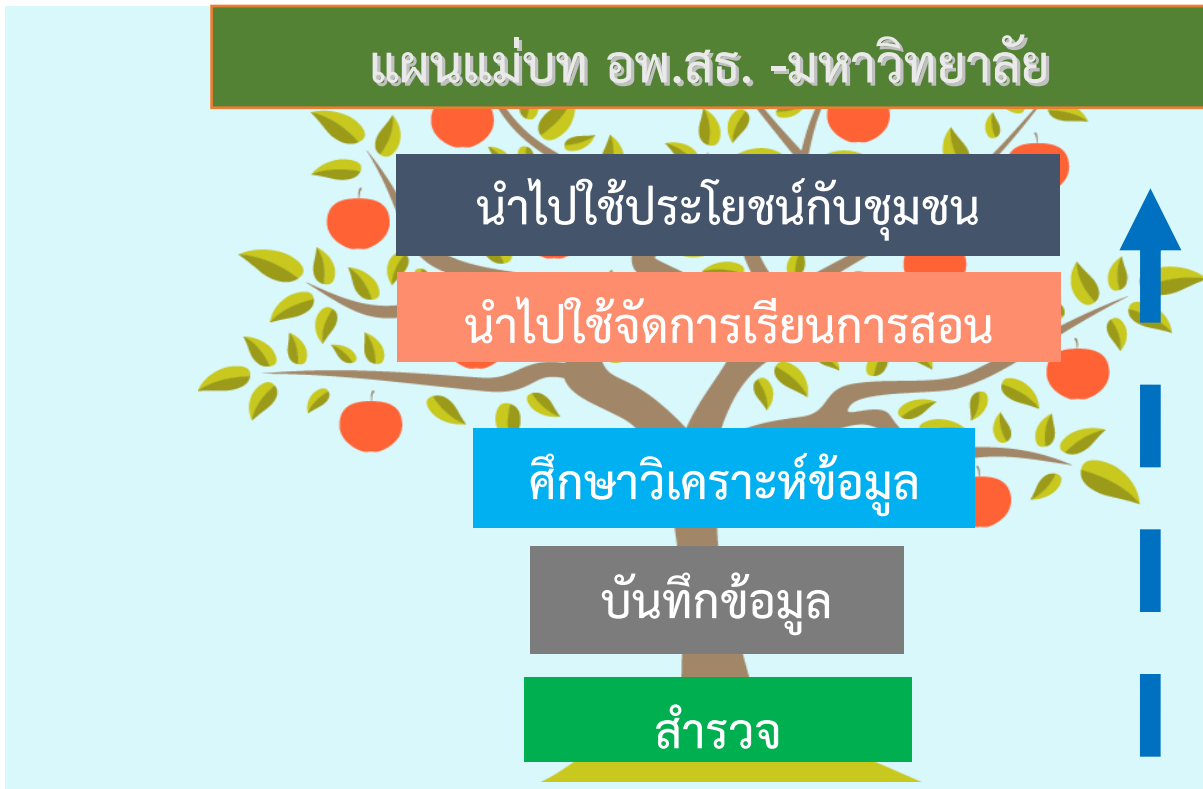 แผนแม่บท อพ.สธ. -มหาวิทยาลัย
นำไปใช้ประโยชน์กับชุมชน
นำไปใช้จัดการเรียนการสอน
ศึกษาวิเคราะห์ข้อมูล
บันทึกข้อมูล
สำรวจ